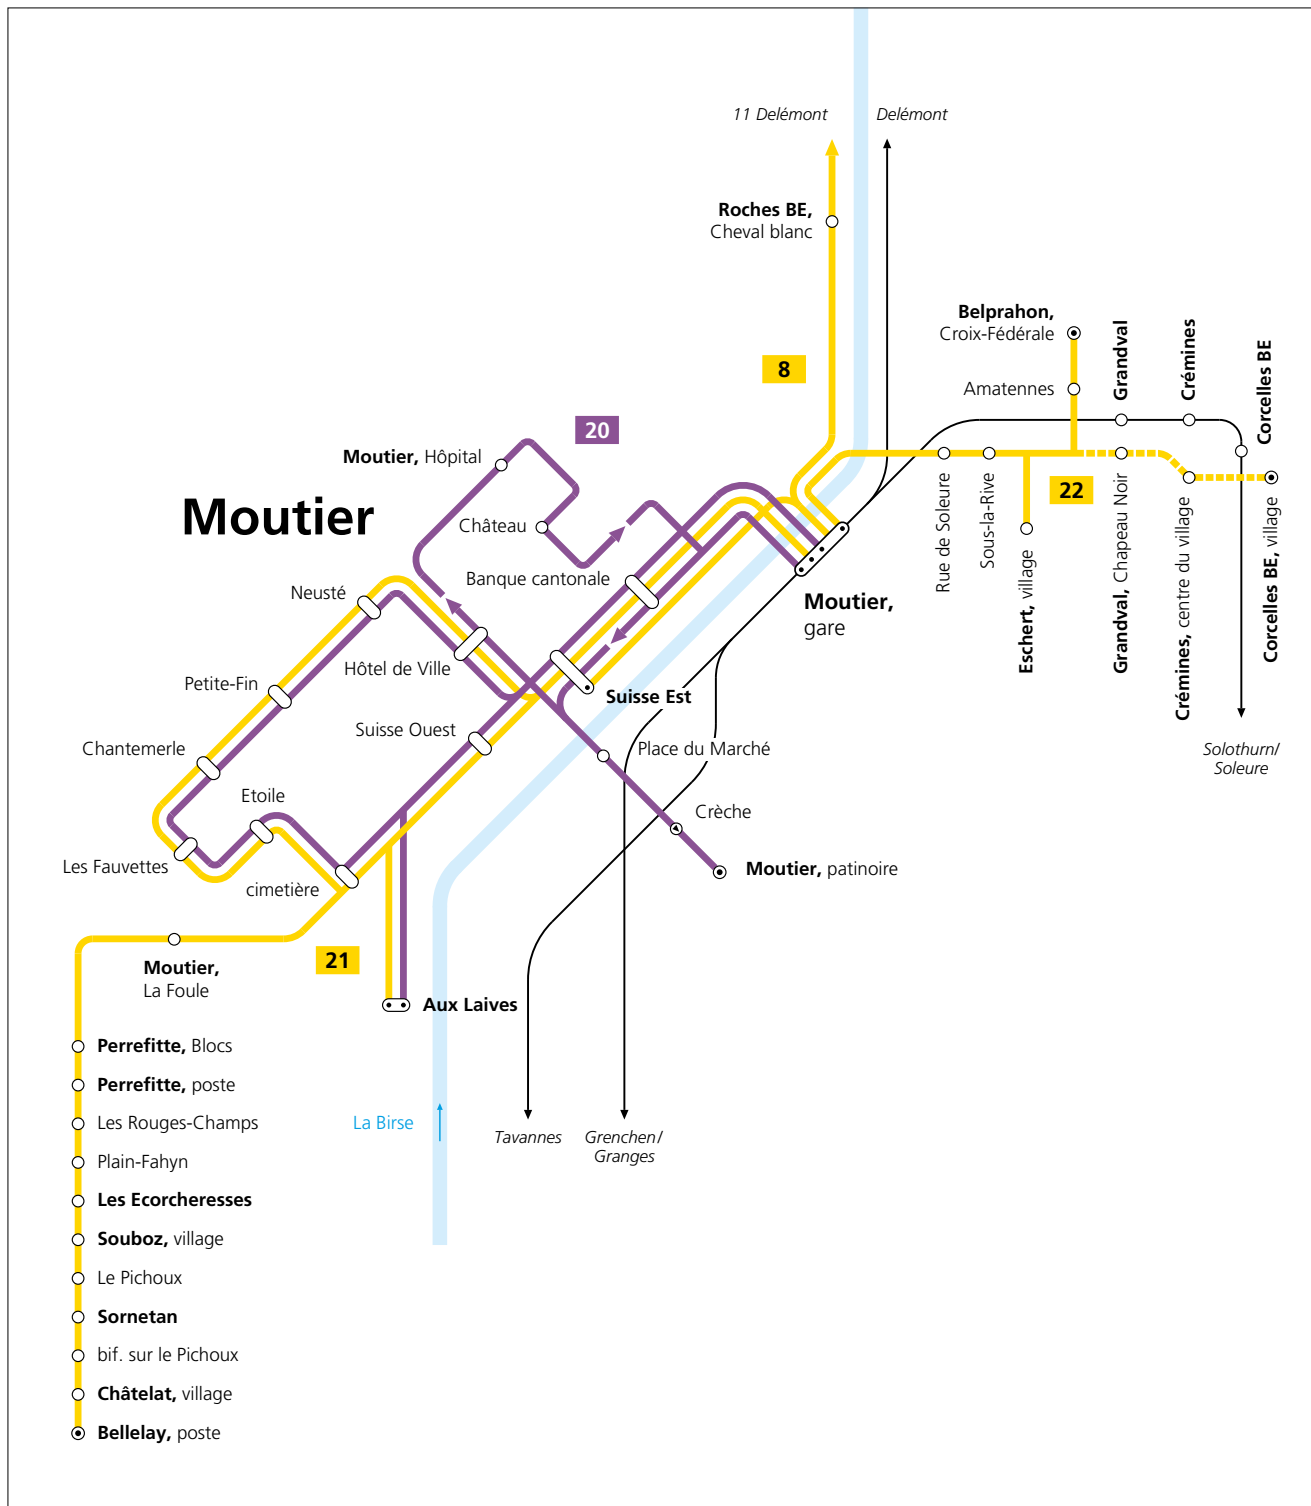 11 Delémont
Delémont
Roches BE,
Cheval blanc
Belprahon,
Croix-Fédérale
Grandval
Crémines
Corcelles BE
8
Amatennes
20
Moutier, Hôpital
Moutier
22
Château
Rue de Soleure
Sous-la-Rive
Eschert, village
Grandval, Chapeau Noir
Crémines, centre du village
Corcelles BE, village
Banque cantonale
Neusté
Moutier,
gare
Hôtel de Ville
Petite-Fin
Suisse Est
Suisse Ouest
Chantemerle
Place du Marché
Solothurn/
Soleure
Etoile
Crèche
Les Fauvettes
cimetière
Moutier, patinoire
21
Moutier,
La Foule
Aux Laives
Perrefitte, Blocs
Perrefitte, poste
Les Rouges-Champs
La Birse
Tavannes
Grenchen/
Granges
Plain-Fahyn
Les Ecorcheresses
Souboz, village
Le Pichoux
Sornetan
bif. sur le Pichoux
Châtelat, village
Bellelay, poste